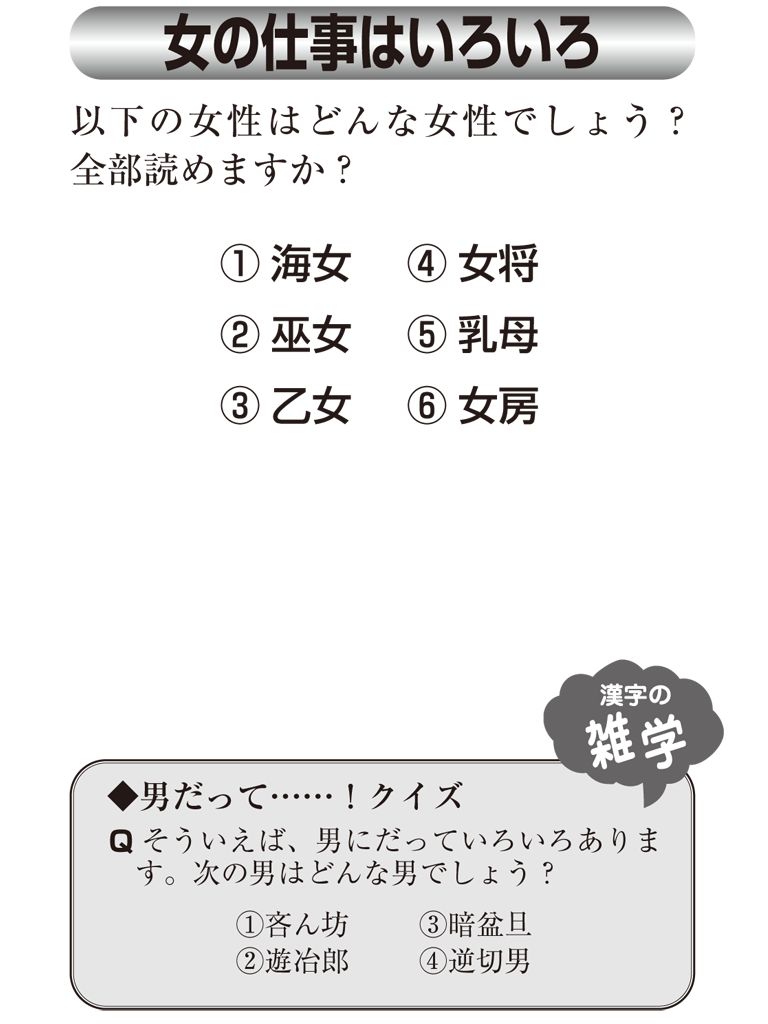 女の仕事はいろいろ
以下の女性はどんな女性でしょう？
全部読めますか？
① 海女
② 巫女
③ 乙女
④ 女将
⑤ 乳母
⑥ 女房
漢字の
雑学
◆男だって……！クイズ
Q そういえば、男にだっていろいろありま
す。次の男はどんな男でしょう？
①吝ん坊
②遊冶郎
③暗盆旦
④逆切男